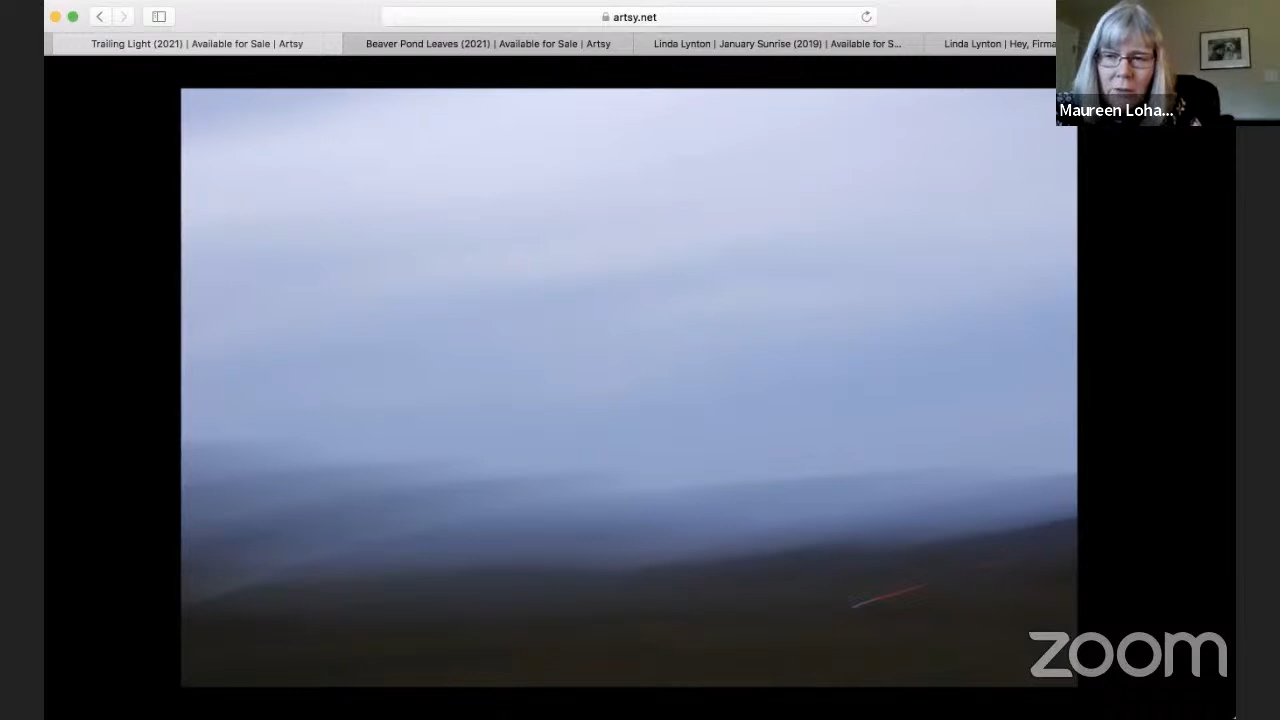 artsy.net
Trailing Light (2021) | Available for Sale | Artsy
Beaver Pond Leaves (2021) | Available for Sale | Artsy
Linda Lynton | January Sunrise (2019) | Available for S...
Linda Lynton | Hey, Firma
Maureen Loha...
zoom